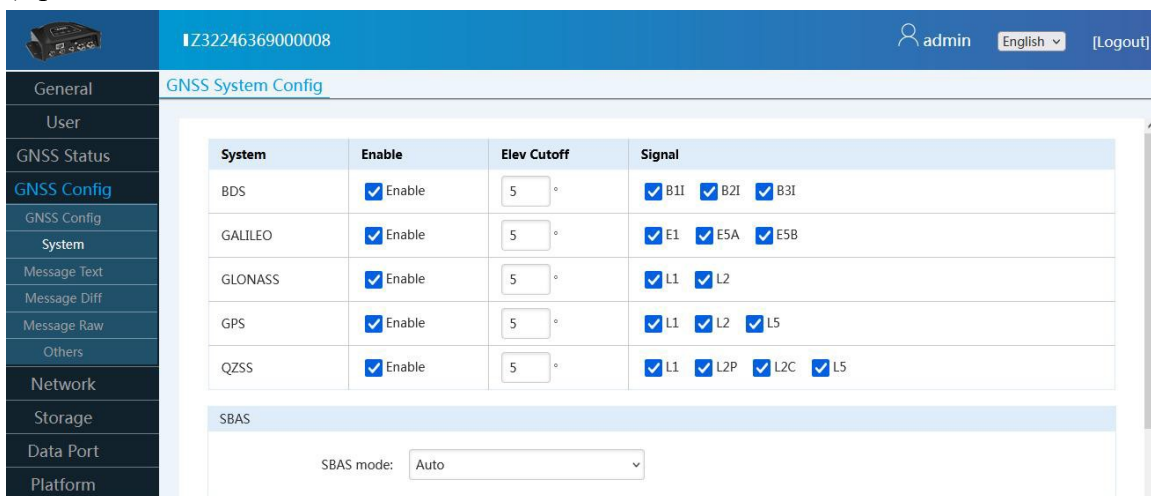 Z32246369000008 admin English [Logout]
General
User
GNSS Status
GNSS Config
GNSS Config
System
Message Text
Message Diff
Message Raw
Others
Network
Storage
Data Port
Platform
GNSS System Config
System Enable Elev Cutoff Signal
BDS Enable 5 ° B1I B2I B3I
GALILEO Enable 5 ° E1 E5A E5B
GLONASS Enable 5 ° L1 L2
GPS Enable 5 ° L1 L2 L5
QZSS Enable 5 ° L1 L2P L2C L5
SBAS
SBAS mode: Auto